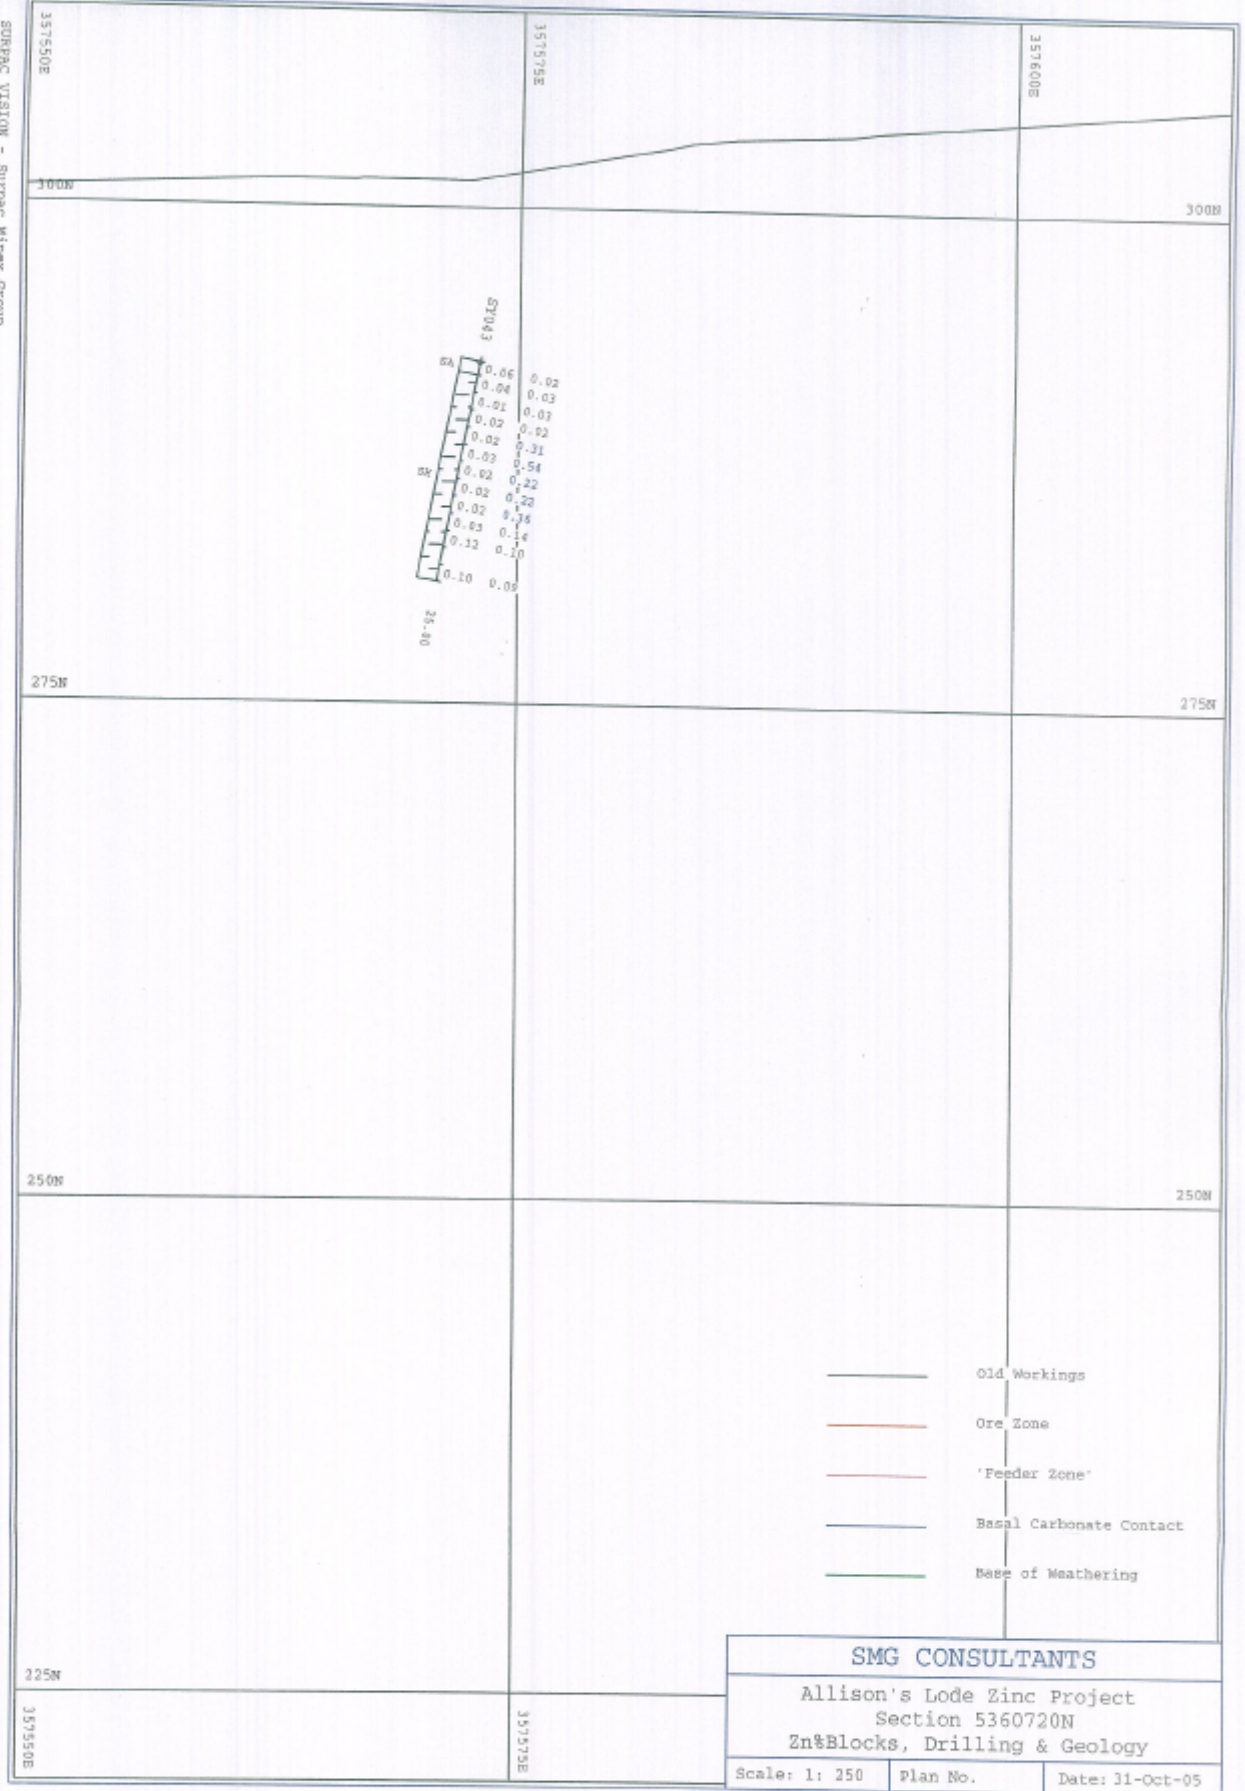 SURPAC VISION - Surpac Minex Group
357550E
357575E
357600E
300N
300N
SY043
SA
0.06 0.02
0.04 0.03
0.01 0.03
0.02 0.02
0.02 0.31
0.03 0.54
SK
0.02 0.22
0.02 0.22
0.02 0.36
0.03 0.14
0.12 0.10
0.10 0.09
275N
275N
250N
250N
Old Workings
Ore Zone
'Feeder Zone'
Basal Carbonate Contact
Base of Weathering
225N
357550E
357575E
SMG CONSULTANTS
Allison's Lode Zinc Project
Section 5360720N
Zn%Blocks, Drilling & Geology
Scale: 1: 250
Plan No.
Date: 31-Oct-05